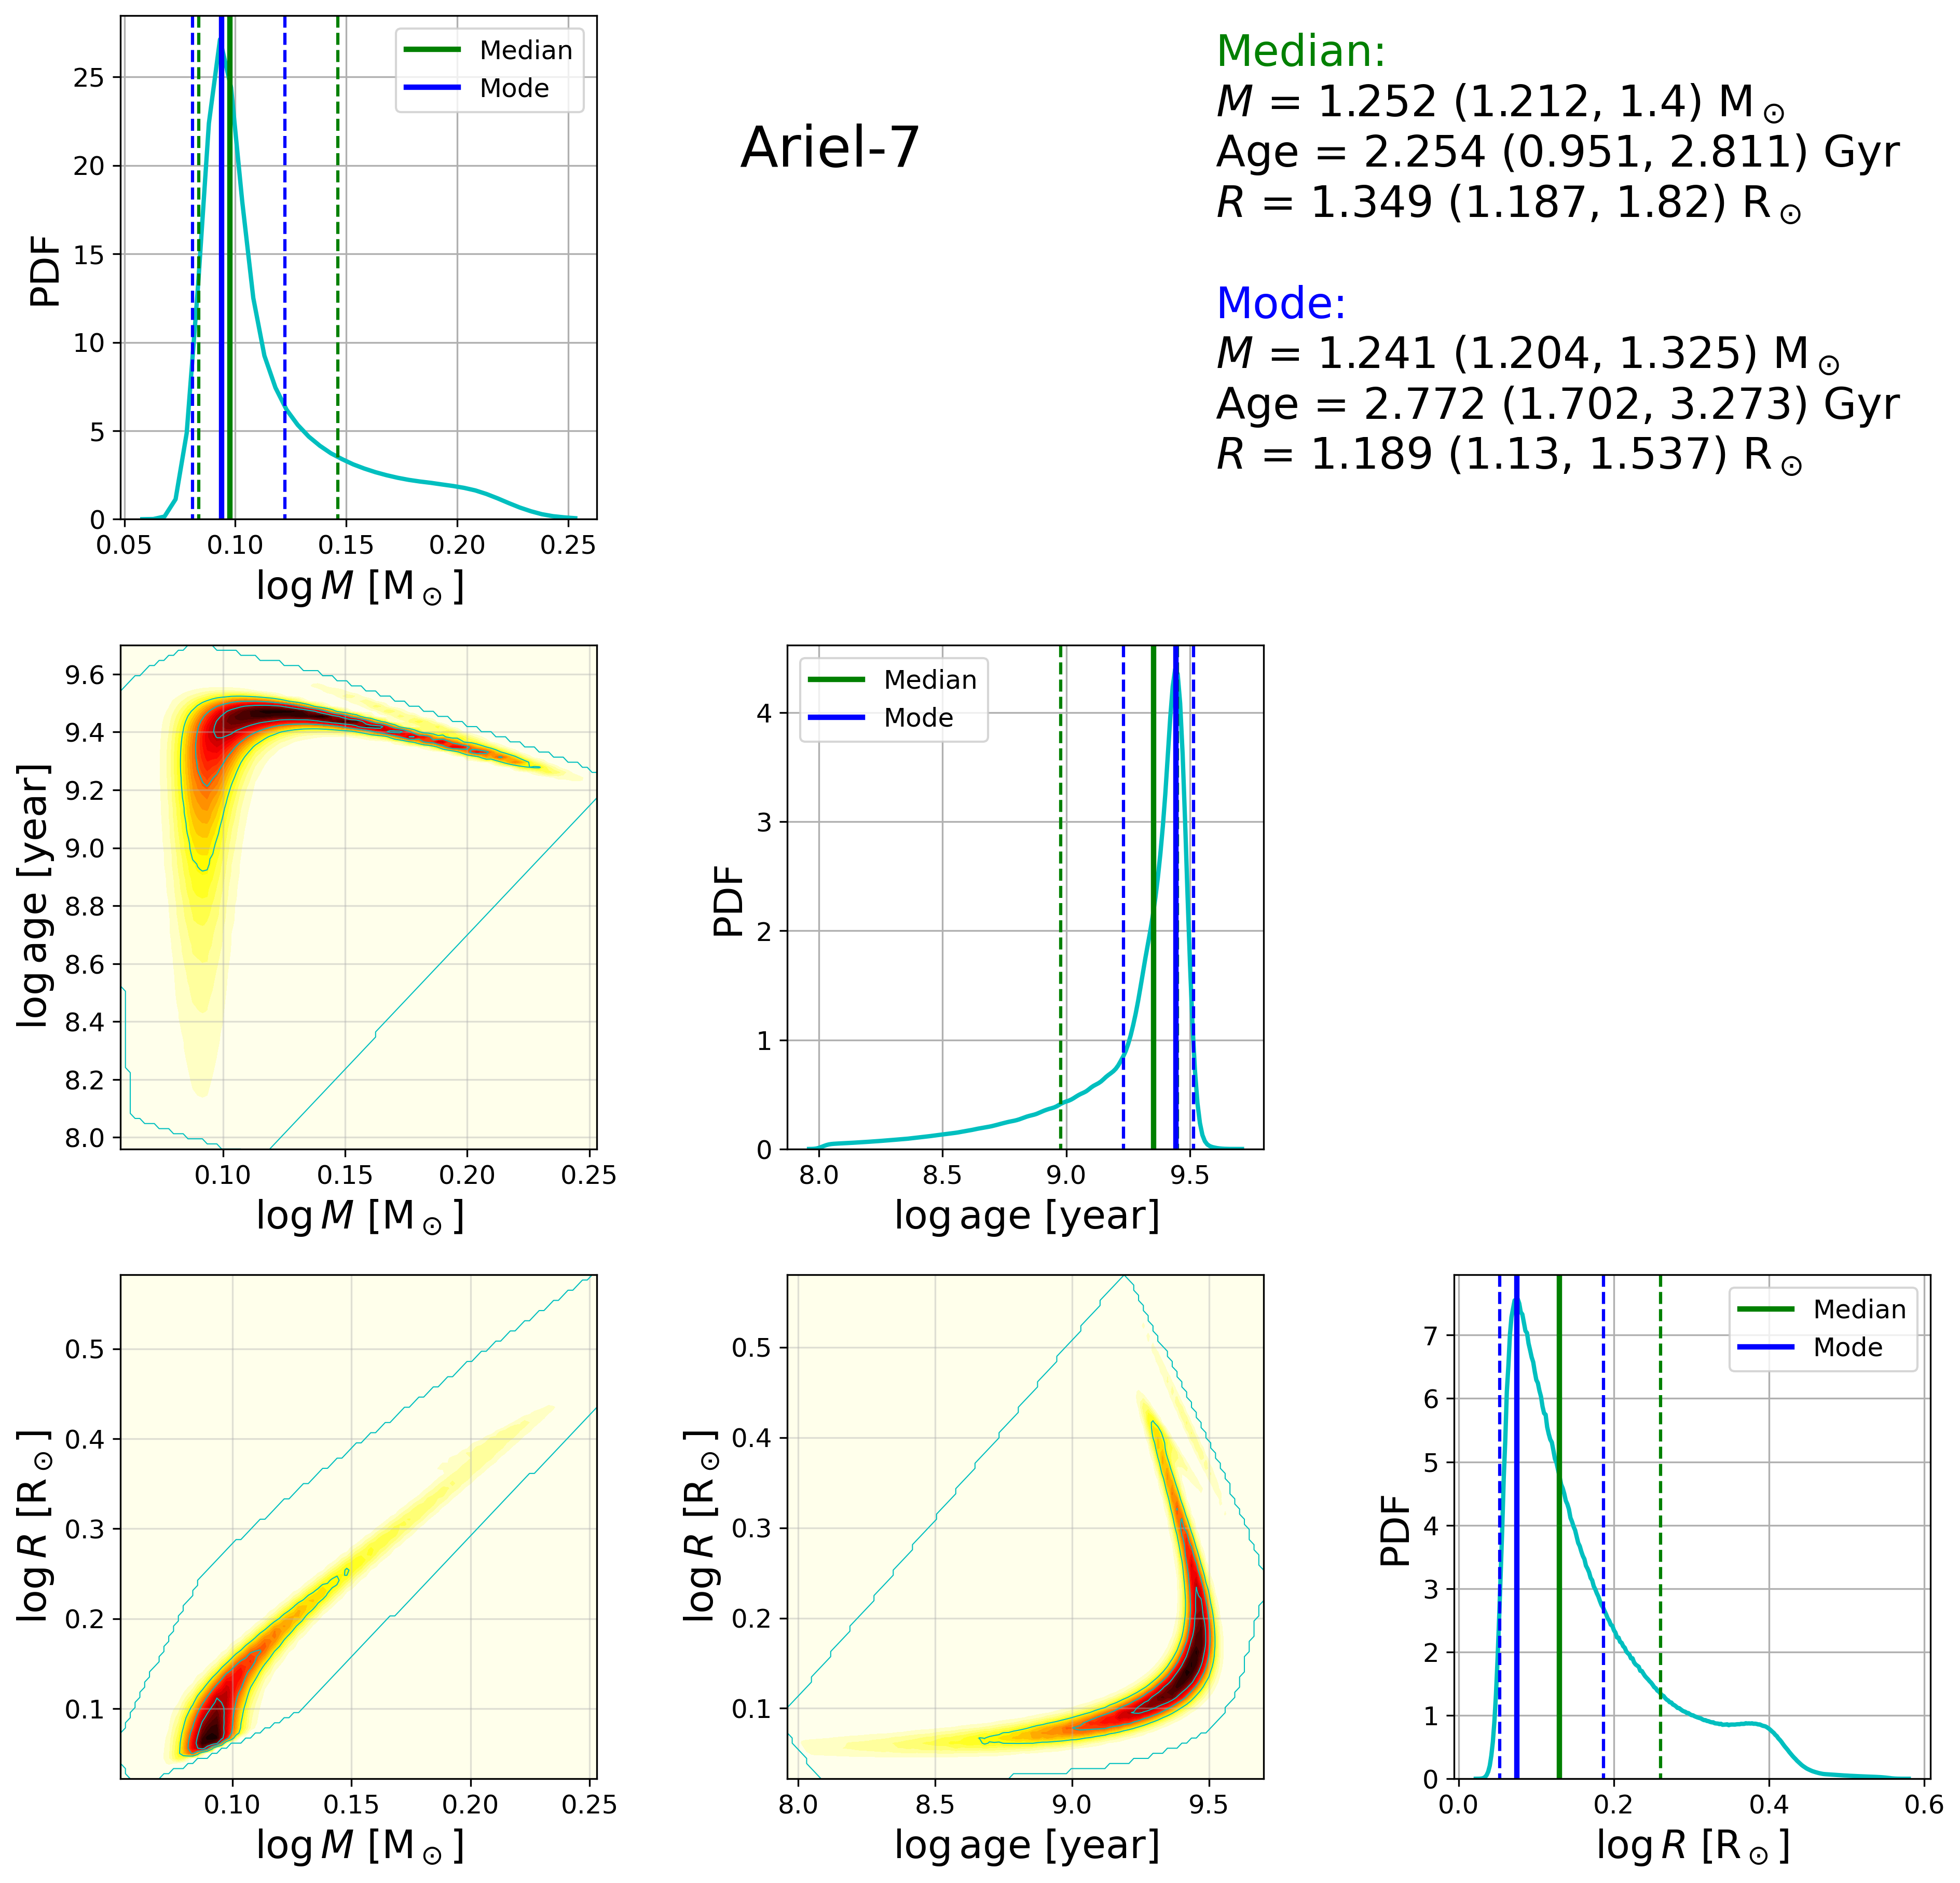 Median
Mode
25
20
15
10
5
0
PDF
0.05 0.10 0.15 0.20 0.25
log M [M⊙]
Ariel-7
Median:
M = 1.252 (1.212, 1.4) M⊙
Age = 2.254 (0.951, 2.811) Gyr
R = 1.349 (1.187, 1.82) R⊙
Mode:
M = 1.241 (1.204, 1.325) M⊙
Age = 2.772 (1.702, 3.273) Gyr
R = 1.189 (1.13, 1.537) R⊙
9.6
9.4
9.2
9.0
8.8
8.6
8.4
8.2
8.0
log age [year]
0.10 0.15 0.20 0.25
log M [M⊙]
Median
Mode
4
3
2
1
0
PDF
8.0 8.5 9.0 9.5
log age [year]
0.5
0.4
0.3
0.2
0.1
log R [R⊙]
0.10 0.15 0.20 0.25
log M [M⊙]
0.5
0.4
0.3
0.2
0.1
log R [R⊙]
8.0 8.5 9.0 9.5
log age [year]
Median
Mode
7
6
5
4
3
2
1
0
PDF
0.0 0.2 0.4 0.6
log R [R⊙]